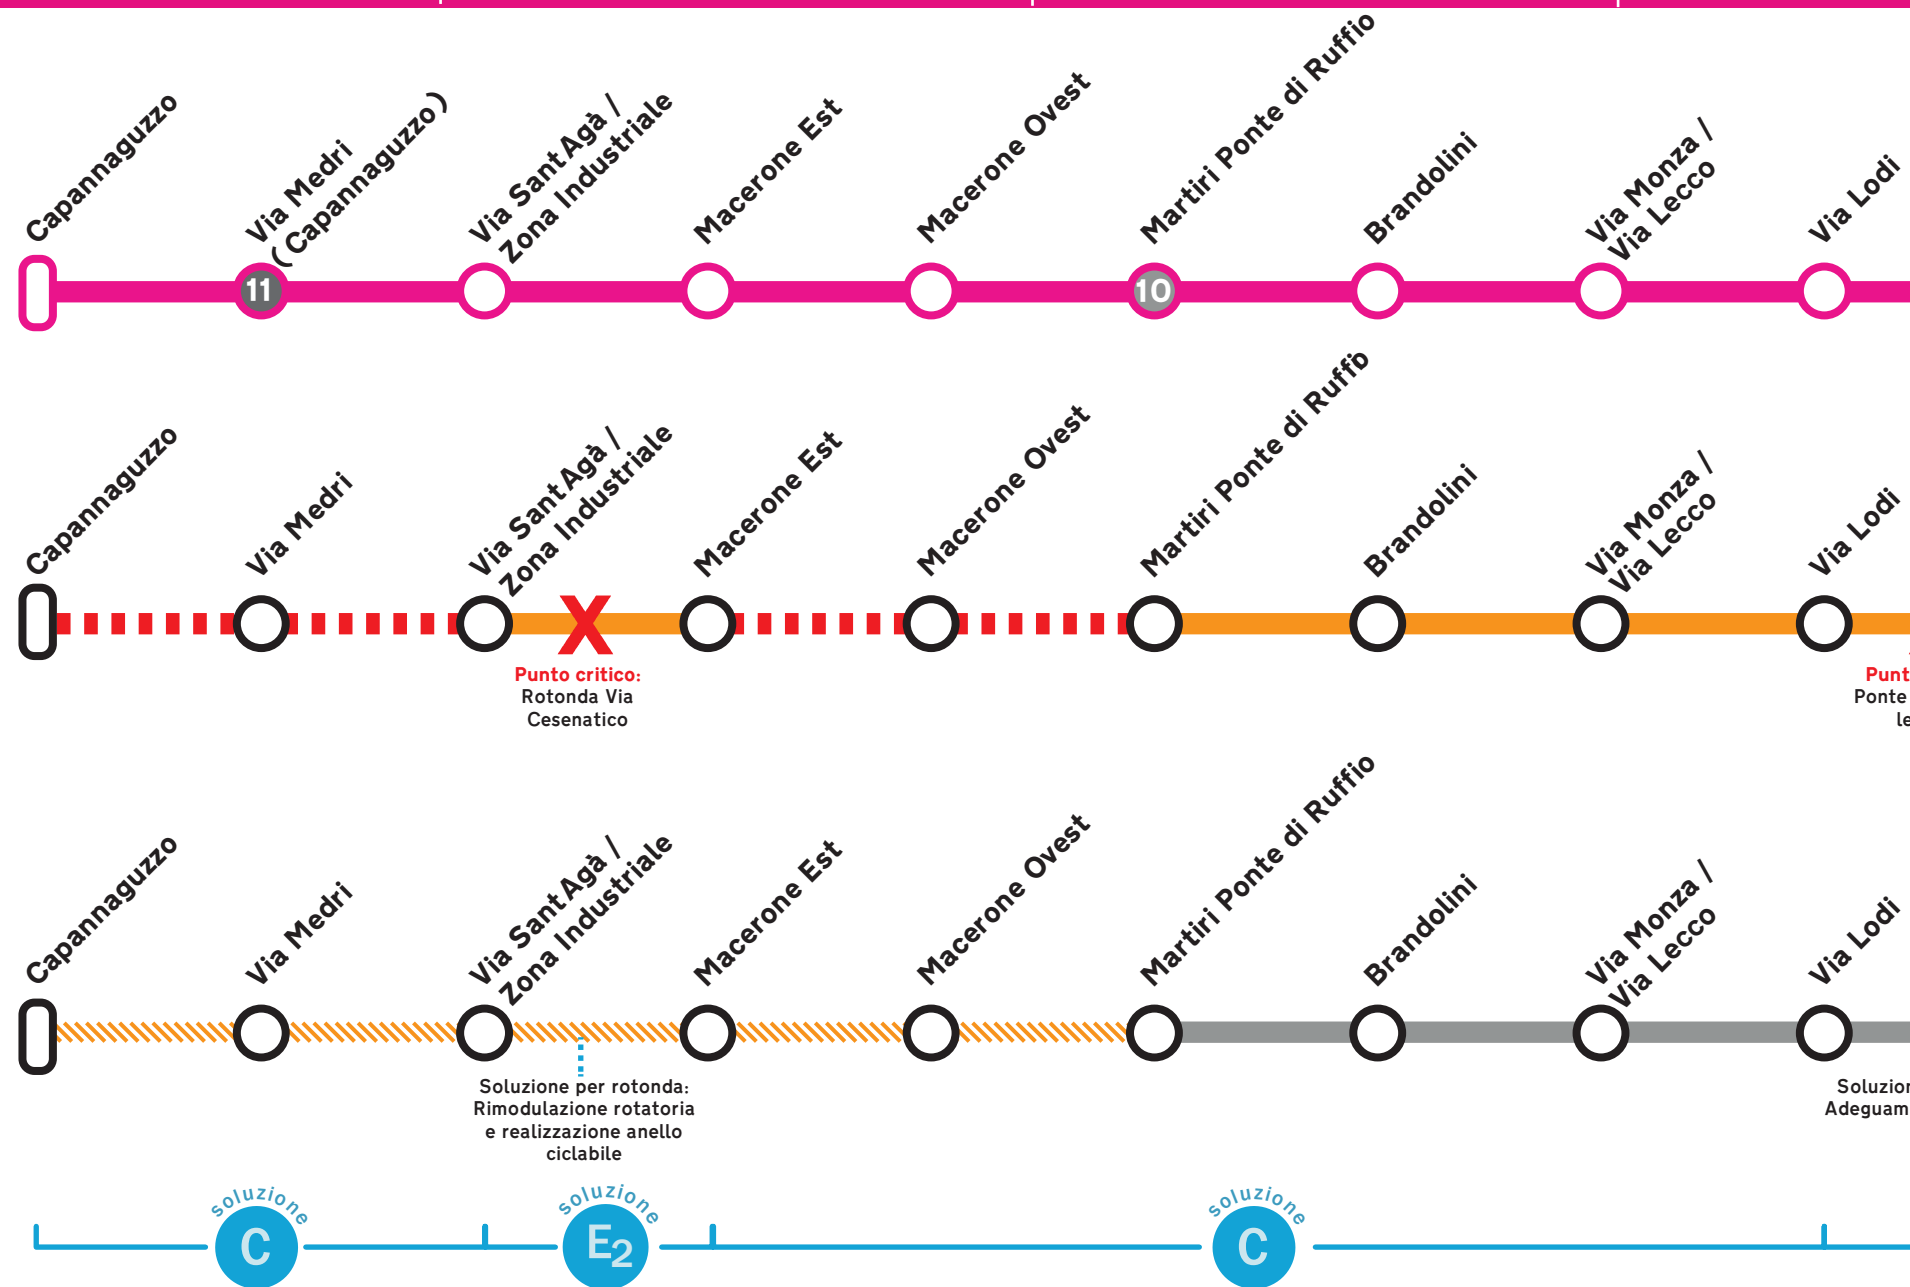 Capannaguzzo
Via Medri
(Capannaguzzo)
Via Sant'Agà /
Zona Industriale
Macerone Est
Macerone Ovest
Martiri Ponte di Ruffio
Brandolini
Via Monza /
Via Lecco
Via Lodi
11
10
Capannaguzzo
Via Medri
Via Sant'Agà /
Zona Industriale
Macerone Est
Macerone Ovest
Martiri Ponte di Ruffio
Brandolini
Via Monza /
Via Lecco
Via Lodi
X
Punto critico:
Rotonda Via
Cesenatico
Punt
Ponte
le
Capannaguzzo
Via Medri
Via Sant'Agà /
Zona Industriale
Macerone Est
Macerone Ovest
Martiri Ponte di Ruffio
Brandolini
Via Monza /
Via Lecco
Via Lodi
Soluzione per rotonda:
Rimodulazione rotatoria
e realizzazione anello
ciclabile
Soluzion
Adeguam
soluzione
C
soluzione
E2
soluzione
C